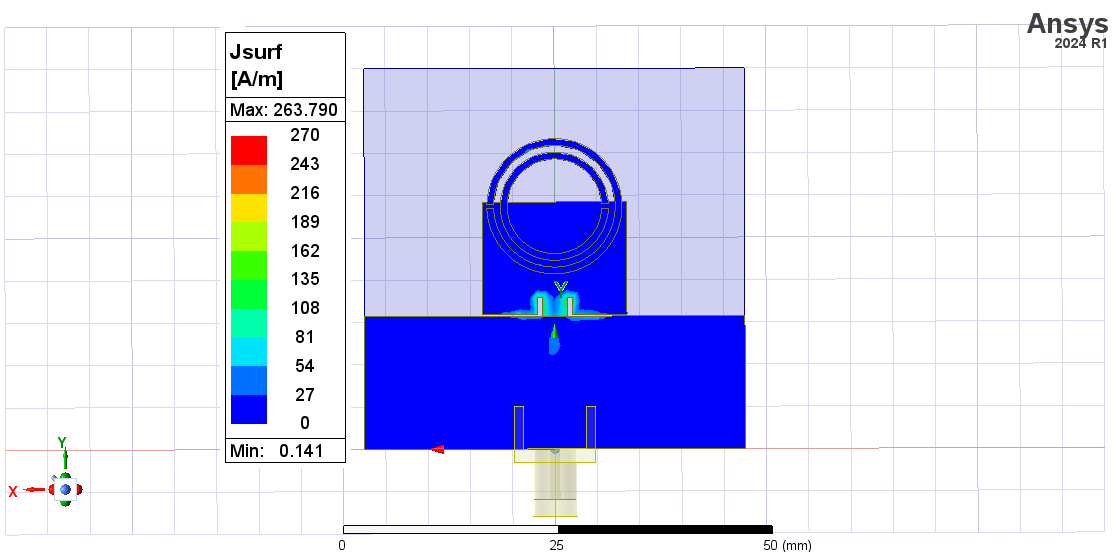 Ansys
2024 R1
Jsurf
[A/m]
Max: 263.790
270
243
216
189
162
135
108
81
54
27
0
Min: 0.141
Y
X
0
25
50 (mm)